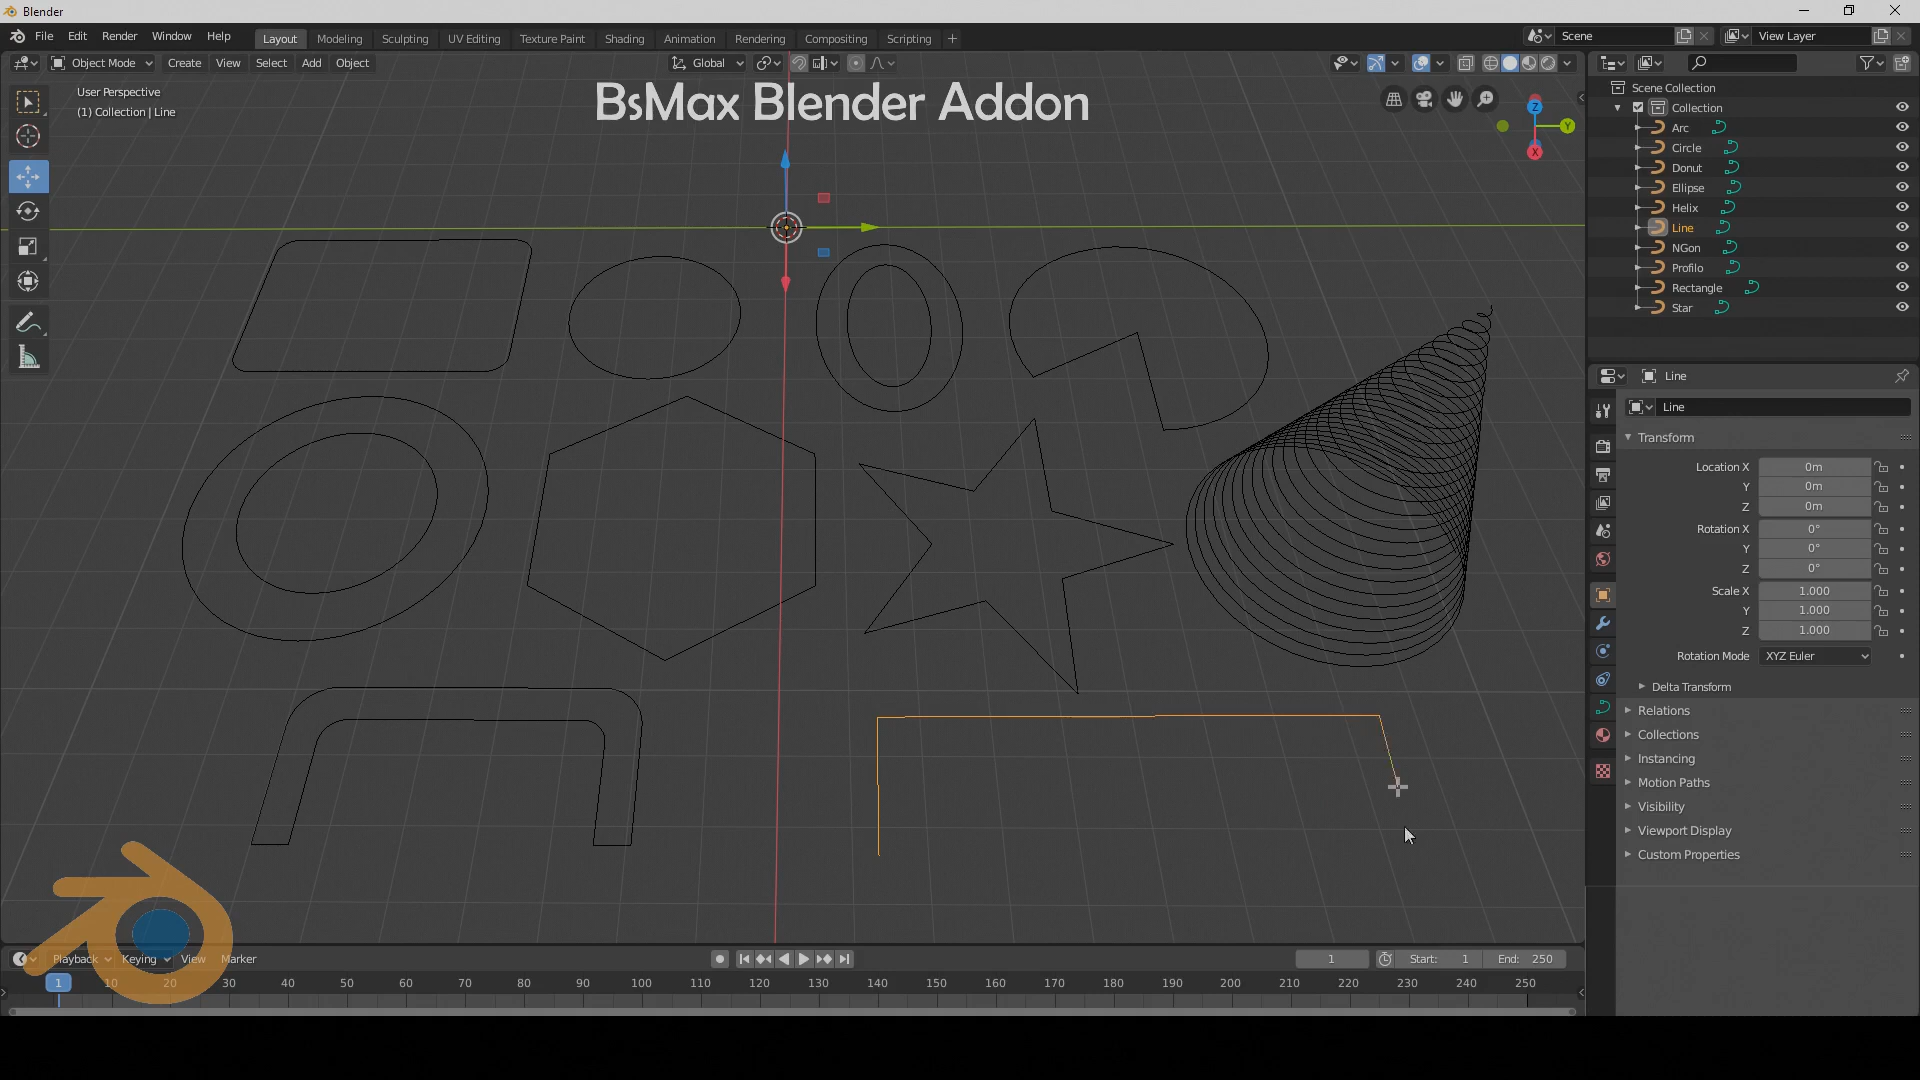 Blender
File Edit Render Window Help
Layout Modeling Sculpting UV Editing Texture Paint Shading Animation Rendering Compositing Scripting +
Scene
View Layer
Object Mode Create View Select Add Object
Global
User Perspective
(1) Collection | Line
BsMax Blender Addon
Z
Y
X
Scene Collection
Collection
Arc
Circle
Donut
Ellipse
Helix
Line
NGon
Profilo
Rectangle
Star
Line
Line
Transform
Location X 0m
Y 0m
Z 0m
Rotation X 0°
Y 0°
Z 0°
Scale X 1.000
Y 1.000
Z 1.000
Rotation Mode XYZ Euler
Delta Transform
Relations
Collections
Instancing
Motion Paths
Visibility
Viewport Display
Custom Properties
Playback Keying View Marker
1 Start: 1 End: 250
1 10 20 30 40 50 60 70 80 90 100 110 120 130 140 150 160 170 180 190 200 210 220 230 240 250